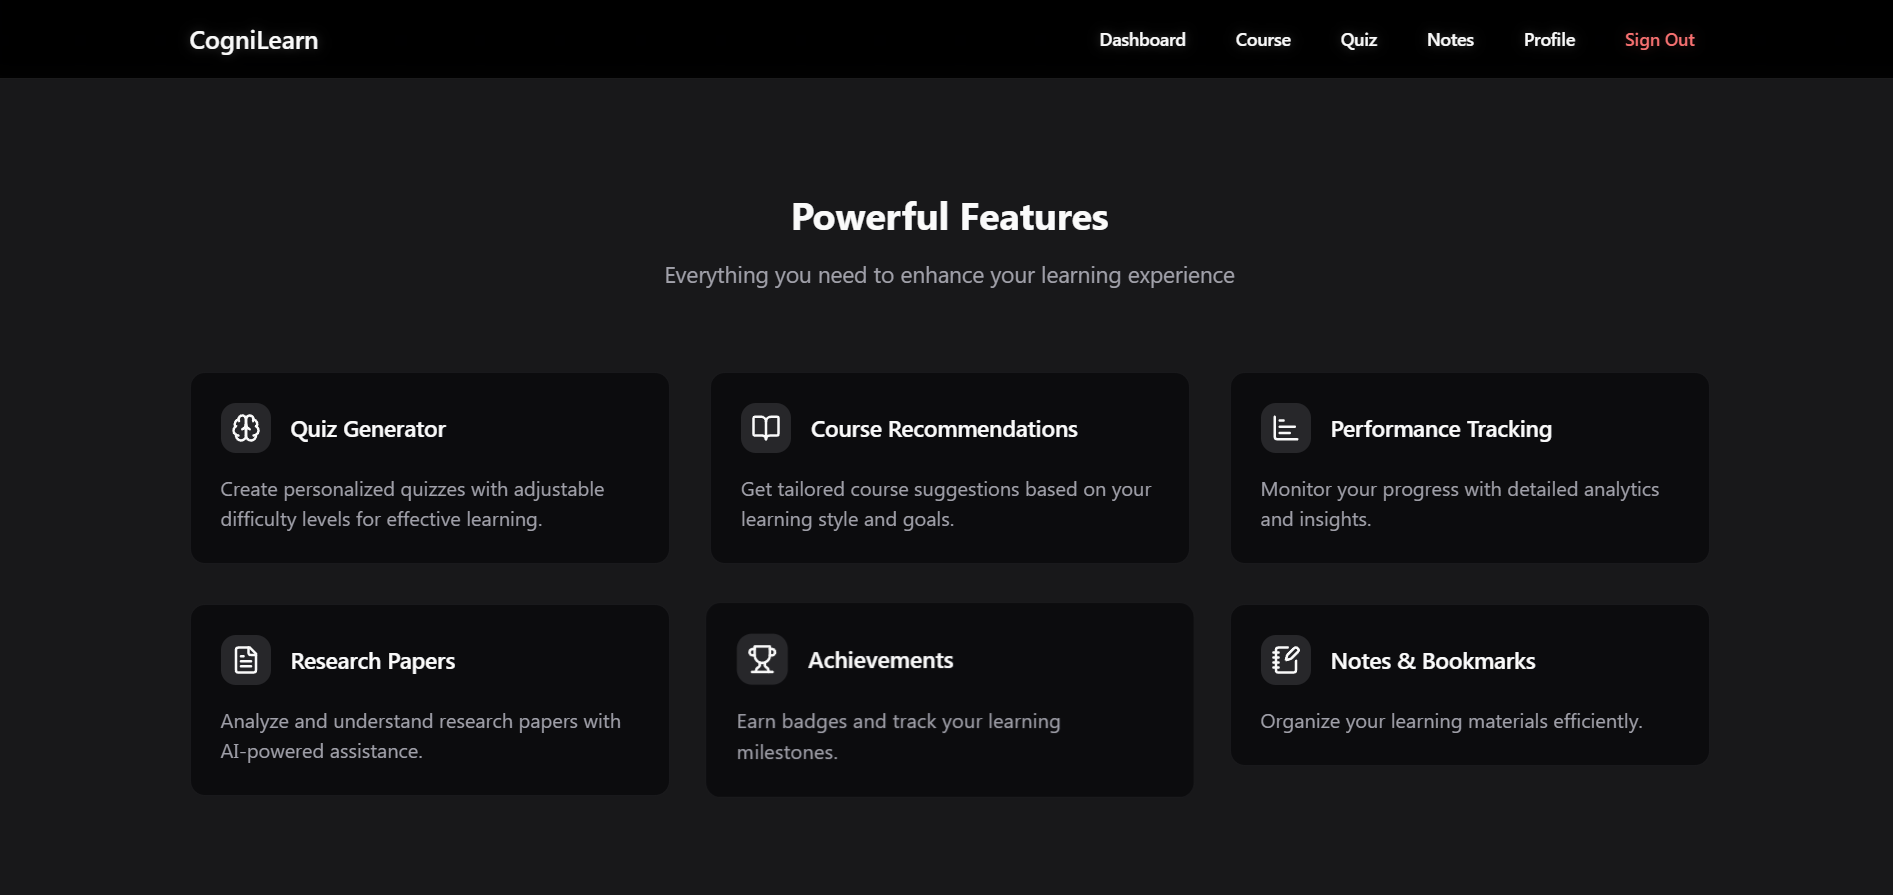 CogniLearn
Dashboard
Course
Quiz
Notes
Profile
Sign Out
Powerful Features
Everything you need to enhance your learning experience
Quiz Generator
Create personalized quizzes with adjustable
difficulty levels for effective learning.
Course Recommendations
Get tailored course suggestions based on your
learning style and goals.
Performance Tracking
Monitor your progress with detailed analytics
and insights.
Research Papers
Analyze and understand research papers with
AI-powered assistance.
Achievements
Earn badges and track your learning
milestones.
Notes & Bookmarks
Organize your learning materials efficiently.